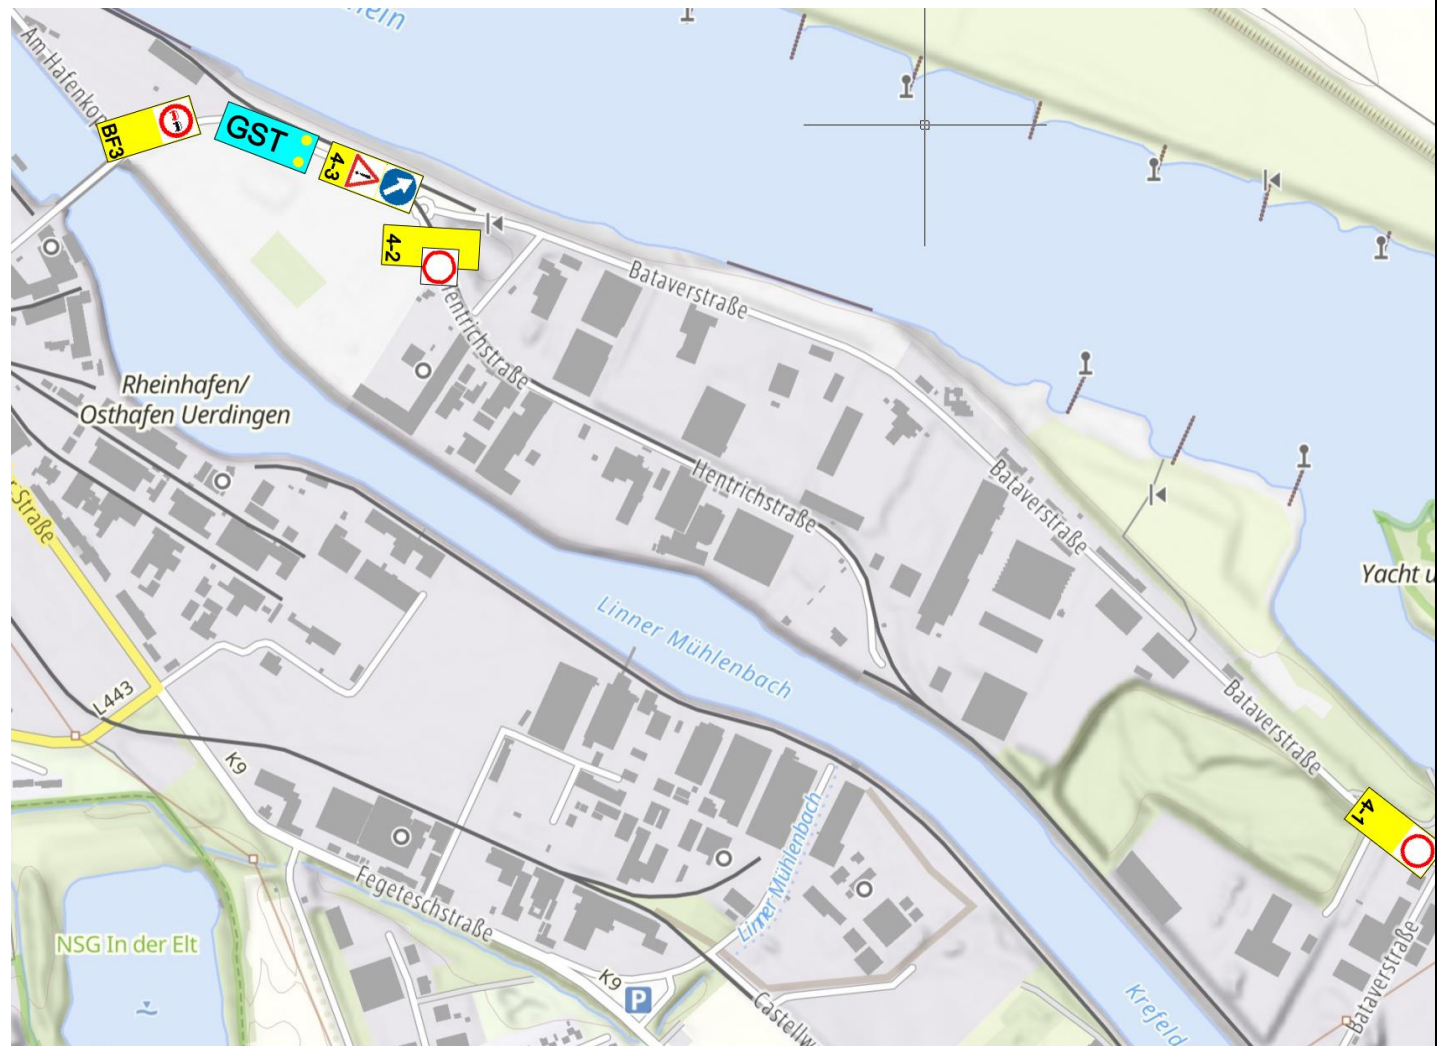 hein
Am Hafenkop
BF3
GST
4-3
4-2
Hentrichstraße
Bataverstraße
Rheinhafen/
Osthafen Uerdingen
Hentrichstraße
Bataverstraße
r Straße
Yacht u
Linner Mühlenbach
L443
Bataverstraße
K9
4-1
Linner Mühlenbach
Fegeteschstraße
NSG In der Elt
K9
P
Castellw
Krefeld
Bataverstraße